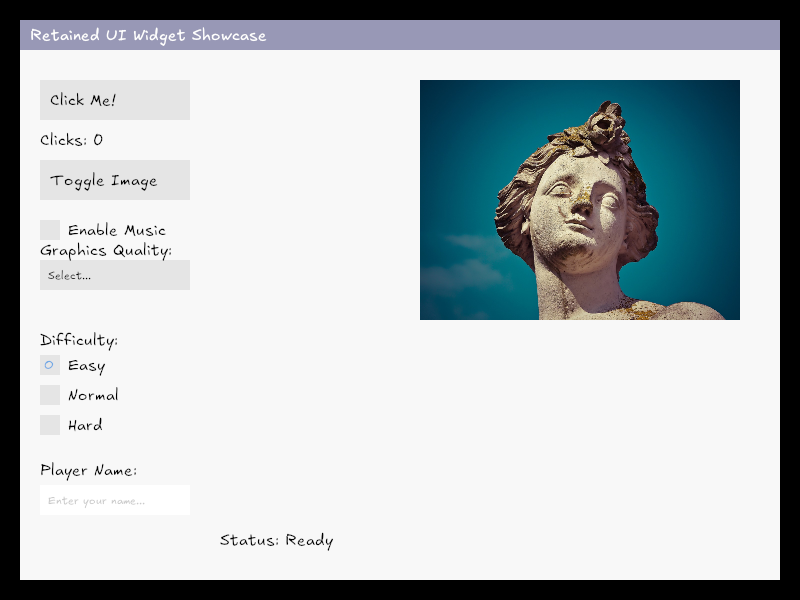 Retained UI Widget Showcase
Click Me!
Clicks: 0
Toggle Image
Enable Music
Graphics Quality:
Select...
Difficulty:
Easy
Normal
Hard
Player Name:
Enter your name...
Status: Ready